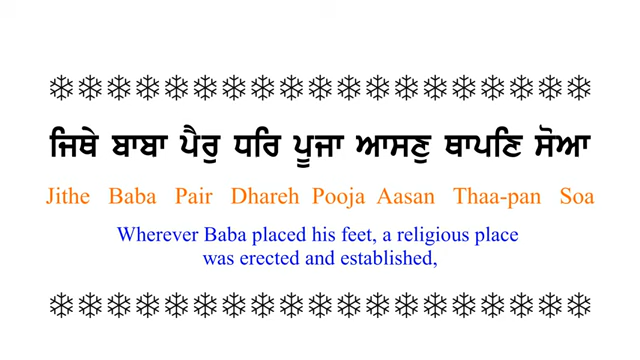 ਜਿਥੇ ਬਾਬਾ ਪੈਰੁ ਧਰਿ ਪੂਜਾ ਆਸਣੁ ਥਾਪਣਿ ਸੋਆ
Jithe Baba Pair Dhareh Pooja Aasan Thaa-pan Soa
Wherever Baba placed his feet, a religious place
was erected and established,